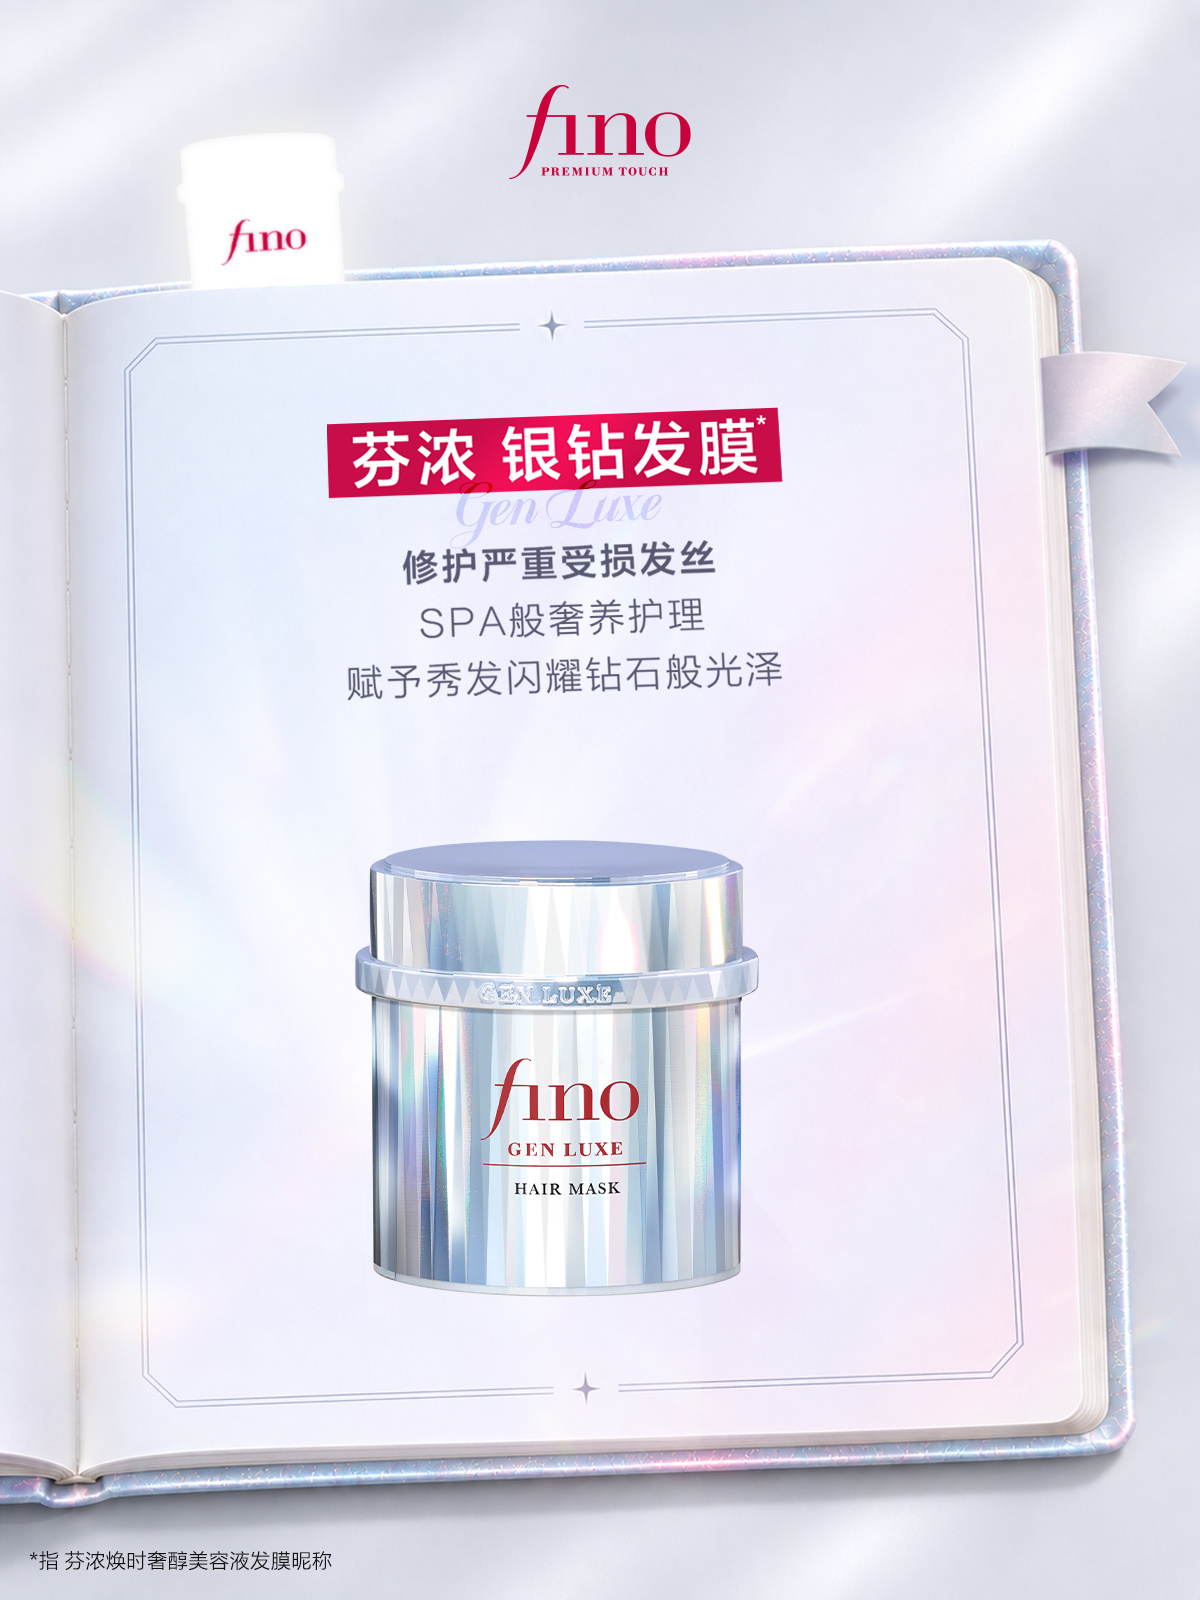 fino
PREMIUM TOUCH
fino
芬浓 银钻发膜*
Gen Luxe
修护严重受损发丝
SPA般奢养护理
赋予秀发闪耀钻石般光泽
GEN LUXE
fino
GEN LUXE
HAIR MASK
*指 芬浓焕时奢醇美容液发膜昵称